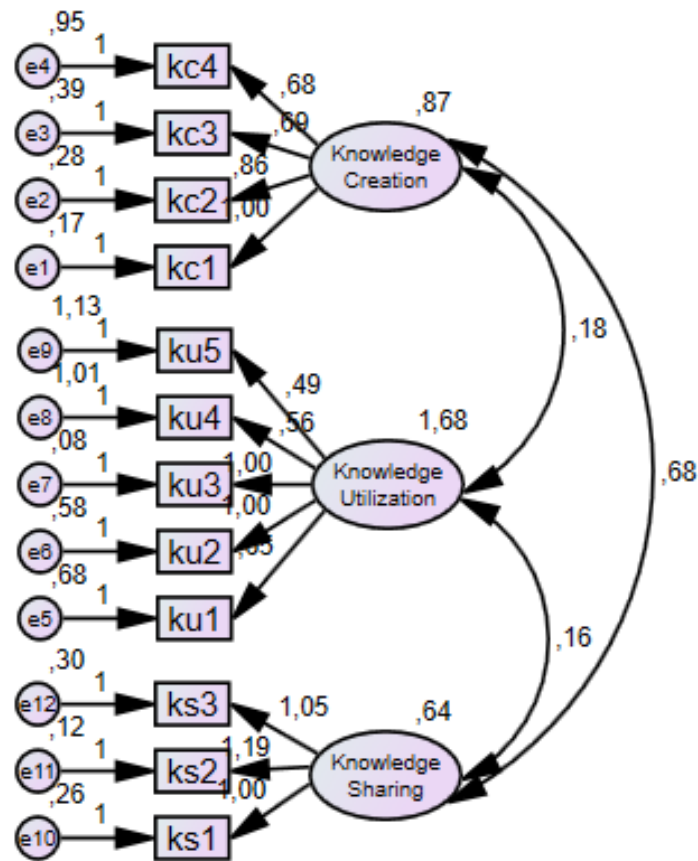 ,95
e4
1
kc4
,68
,87
,39
e3
1
kc3
,69
Knowledge
Creation
,28
e2
1
kc2
,86
,17
e1
1
kc1
1,00
,18
1,13
e9
1
ku5
,49
1,01
e8
1
ku4
,56
1,68
,08
e7
1
ku3
1,00
Knowledge
Utilization
,68
,58
e6
1
ku2
1,00
,68
e5
1
ku1
,16
,30
e12
1
ks3
1,05
,64
,12
e11
1
ks2
1,19
Knowledge
Sharing
,26
e10
1
ks1
1,00